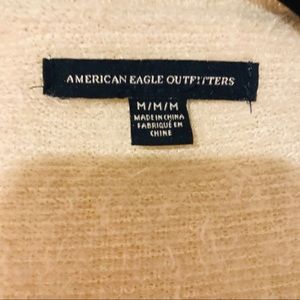 AMERICAN EAGLE OUTFITTERS
M/M/M
MADE IN CHINA
FABRIQUÉ EN
CHINE